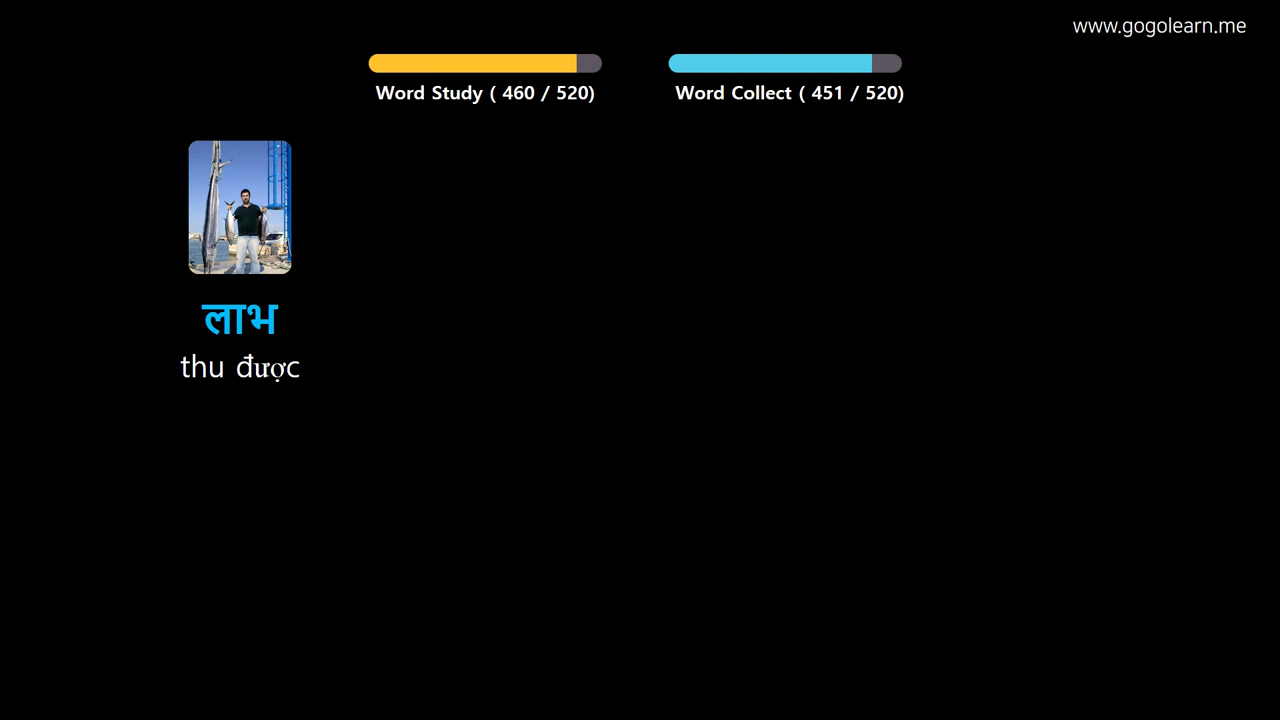 www.gogolearn.me
Word Study ( 460 / 520)
Word Collect ( 451 / 520)
लाभ
thu được